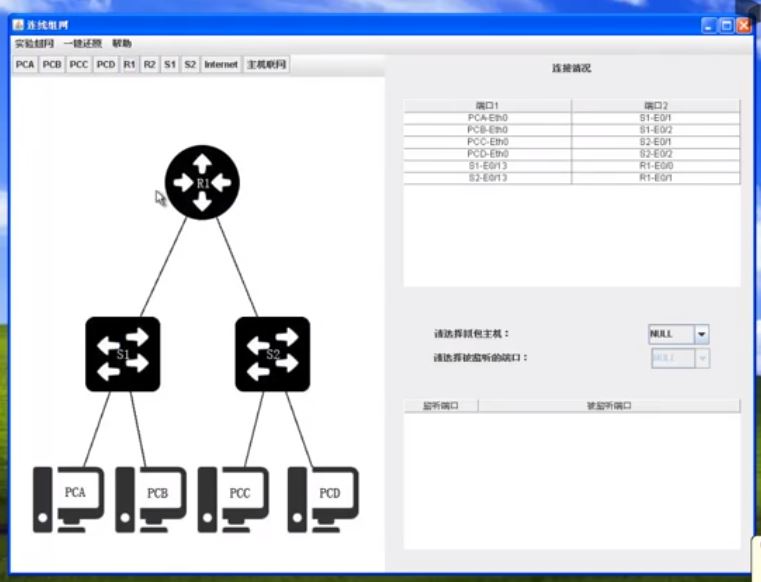 连线组网
实验组网 一键还原 帮助
PCA PCB PCC PCD R1 R2 S1 S2 Internet 主机联网
连接情况
端口1 端口2
PCA-Eth0 S1-E0/1
PCB-Eth0 S1-E0/2
PCC-Eth0 S2-E0/1
PCD-Eth0 S2-E0/2
S1-E0/13 R1-E0/0
S2-E0/13 R1-E0/1
R1
S1 S2
PCA PCB PCC PCD
请选择抓包主机： NULL
请选择被监听的端口： NULL
监听端口 被监听端口